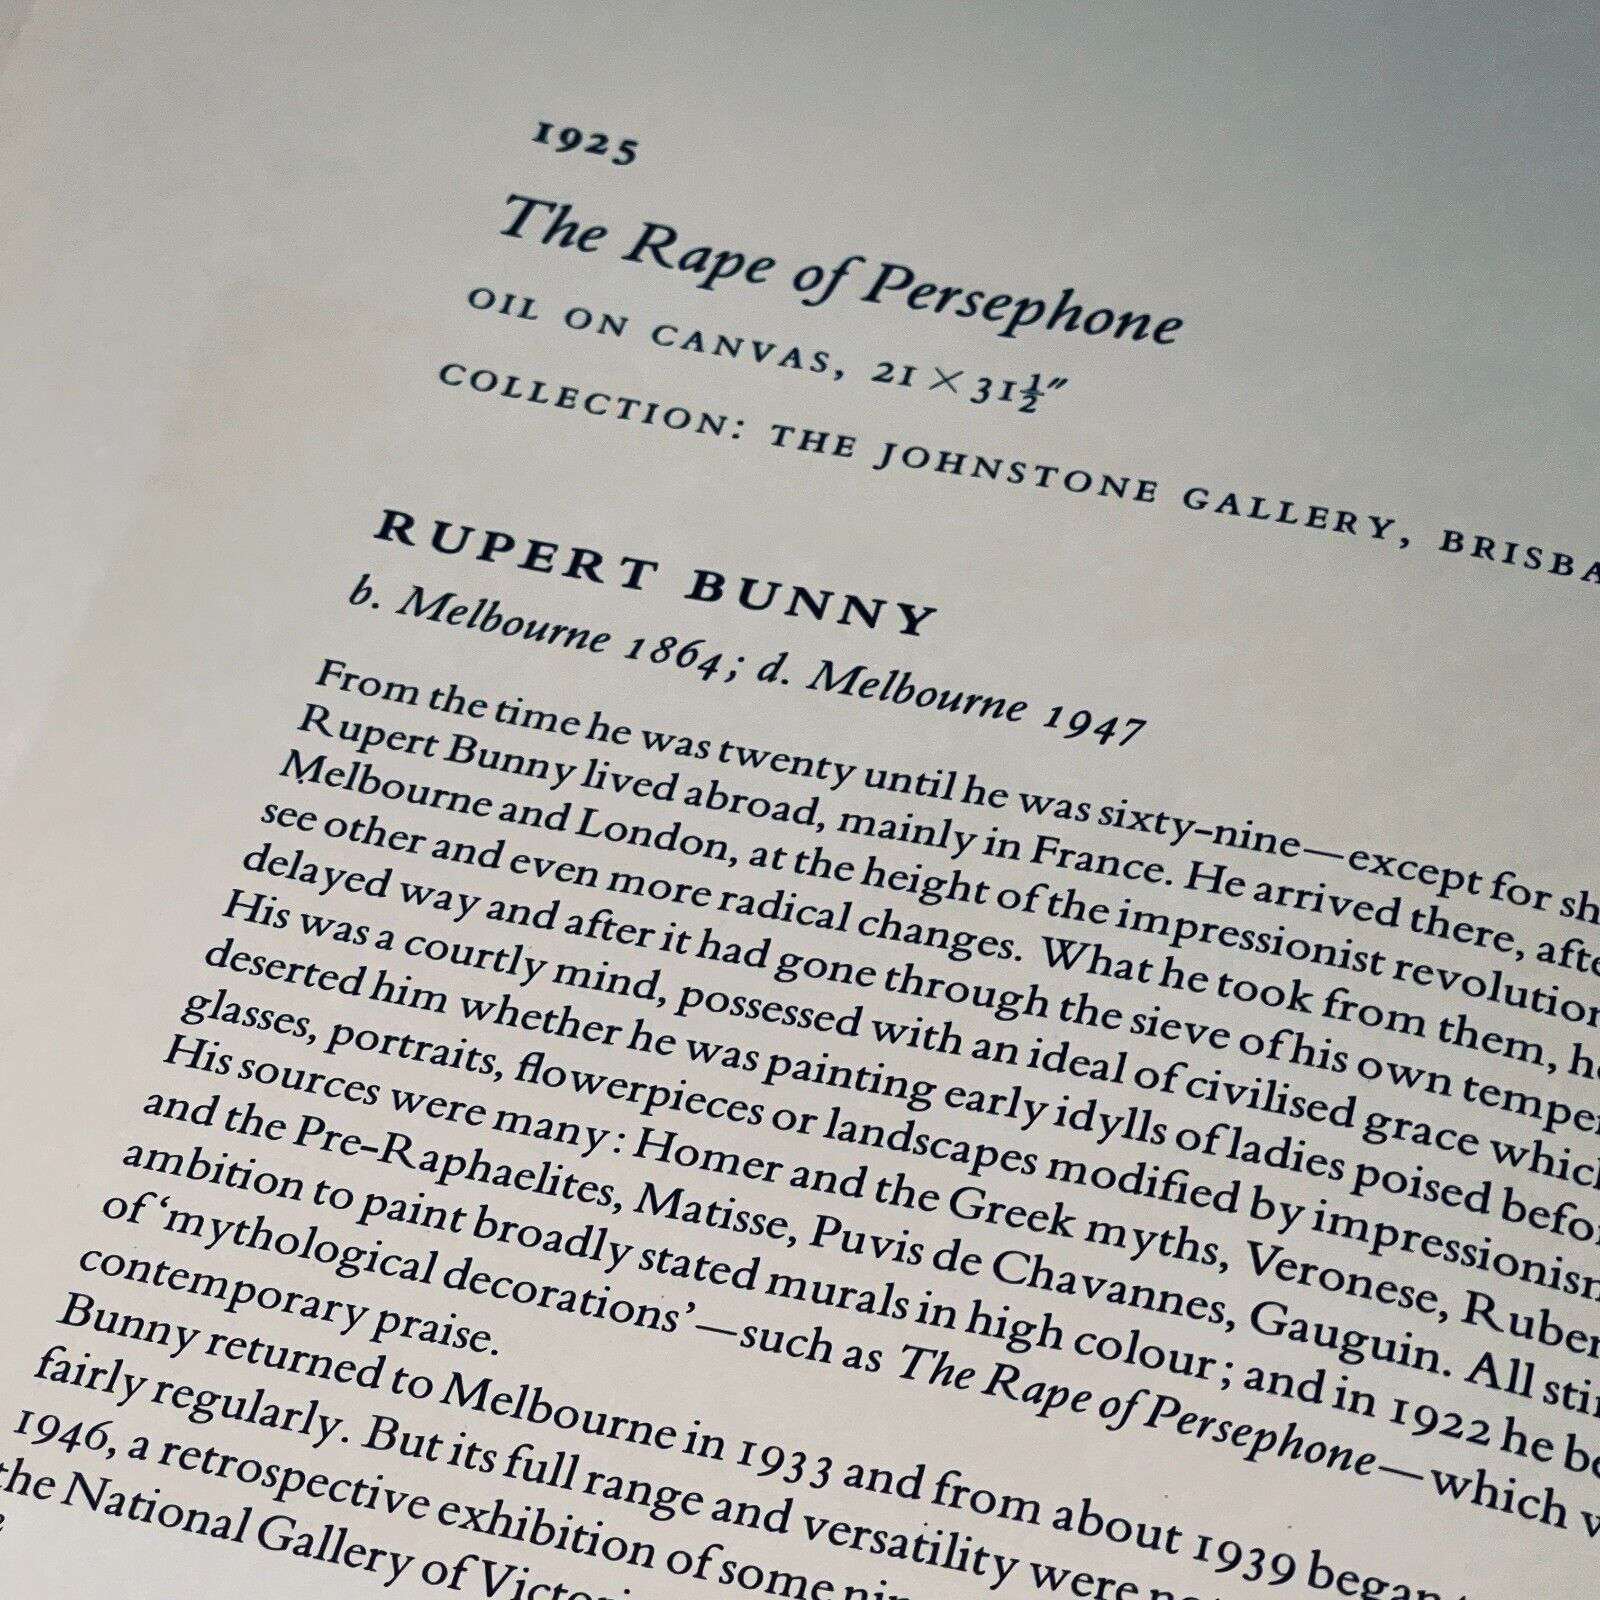 1925
The Rape of Persephone
OIL ON CANVAS, 21 × 31½″
COLLECTION: THE JOHNSTONE GALLERY, BRISBA
RUPERT BUNNY
b. Melbourne 1864; d. Melbourne 1947
From the time he was twenty until he was sixty-nine—except for sh
Rupert Bunny lived abroad, mainly in France. He arrived there, afte
Melbourne and London, at the height of the impressionist revolution
see other and even more radical changes. What he took from them, he
delayed way and after it had gone through the sieve of his own temper
His was a courtly mind, possessed with an ideal of civilised grace which
deserted him whether he was painting early idylls of ladies poised befor
glasses, portraits, flowerpieces or landscapes modified by impressionism
His sources were many: Homer and the Greek myths, Veronese, Ruben
and the Pre-Raphaelites, Matisse, Puvis de Chavannes, Gauguin. All stir
ambition to paint broadly stated murals in high colour; and in 1922 he be
of ‘mythological decorations’—such as The Rape of Persephone—which w
contemporary praise.
Bunny returned to Melbourne in 1933 and from about 1939 began
fairly regularly. But its full range and versatility were no
1946, a retrospective exhibition of some nin
the National Gallery of Victori